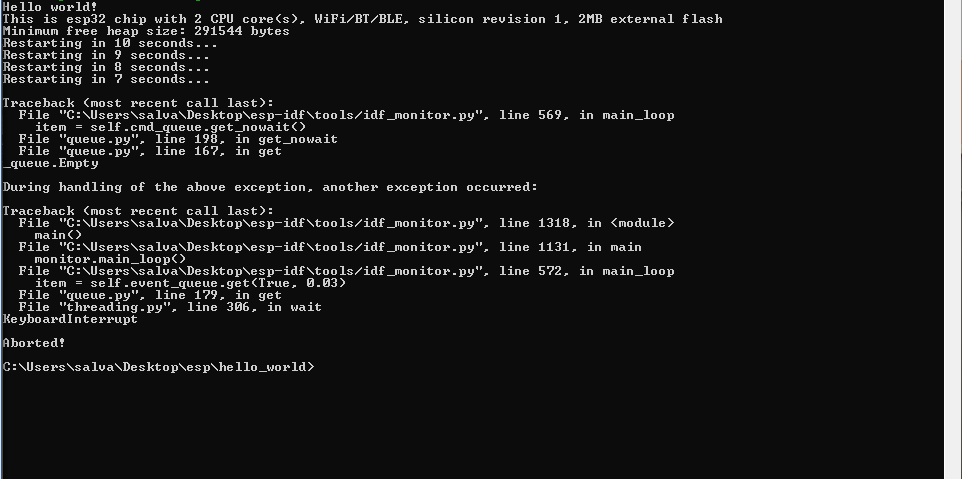 Hello world!
This is esp32 chip with 2 CPU core(s), WiFi/BT/BLE, silicon revision 1, 2MB external flash
Minimum free heap size: 291544 bytes
Restarting in 10 seconds...
Restarting in 9 seconds...
Restarting in 8 seconds...
Restarting in 7 seconds...
Traceback (most recent call last):
File "C:\Users\salva\Desktop\esp-idf\tools/idf_monitor.py", line 569, in main_loop
item = self.cmd_queue.get_nowait()
File "queue.py", line 198, in get_nowait
File "queue.py", line 167, in get
_queue.Empty
During handling of the above exception, another exception occurred:
Traceback (most recent call last):
File "C:\Users\salva\Desktop\esp-idf\tools/idf_monitor.py", line 1318, in <module>
main()
File "C:\Users\salva\Desktop\esp-idf\tools/idf_monitor.py", line 1131, in main
monitor.main_loop()
File "C:\Users\salva\Desktop\esp-idf\tools/idf_monitor.py", line 572, in main_loop
item = self.event_queue.get(True, 0.03)
File "queue.py", line 179, in get
File "threading.py", line 306, in wait
KeyboardInterrupt
Aborted!
C:\Users\salva\Desktop\esp\hello_world>